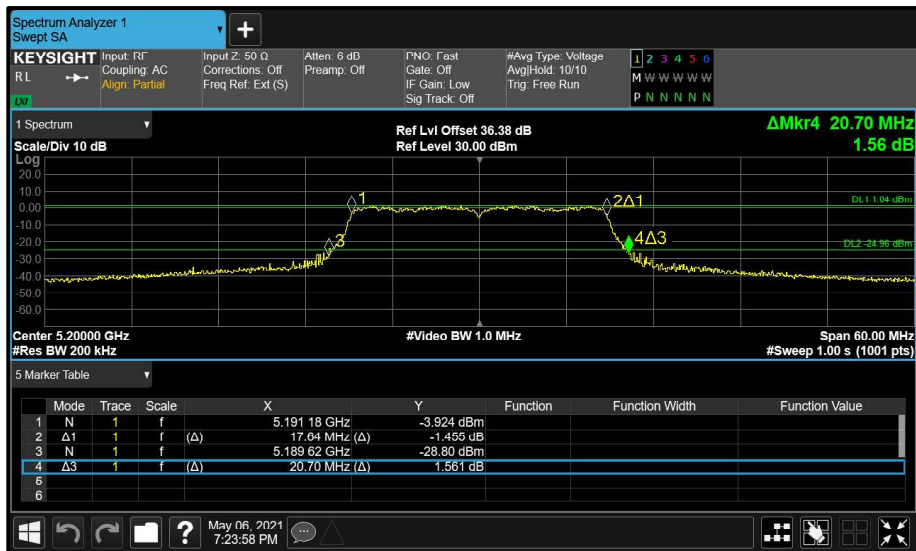 Spectrum Analyzer 1
Swept SA
+
KEYSIGHT Input: RF Input Z: 50 Ω Atten: 6 dB PNO: Fast #Avg Type: Voltage 1 2 3 4 5 6
RL Coupling: AC Corrections: Off Preamp: Off Gate: Off Avg|Hold: 10/10 M W W W W W
Align: Partial Freq Ref: Ext (S) IF Gain: Low Trig: Free Run
LXI Sig Track: Off P N N N N N
1 Spectrum Ref Lvl Offset 36.38 dB ΔMkr4 20.70 MHz
Scale/Div 10 dB Ref Level 30.00 dBm 1.56 dB
Log
20.0
10.0
1 2Δ1
0.00 DL1 1.04 dBm
-10.0
3 4Δ3
-20.0 DL2 -24.96 dBm
-30.0
-40.0
-50.0
-60.0
Center 5.20000 GHz #Video BW 1.0 MHz Span 60.00 MHz
#Res BW 200 kHz #Sweep 1.00 s (1001 pts)
5 Marker Table
Mode Trace Scale X Y Function Function Width Function Value
1 N 1 f 5.191 18 GHz -3.924 dBm
2 Δ1 1 f (Δ) 17.64 MHz (Δ) -1.455 dB
3 N 1 f 5.189 62 GHz -28.80 dBm
4 Δ3 1 f (Δ) 20.70 MHz (Δ) 1.561 dB
5
6
? May 06, 2021
7:23:58 PM